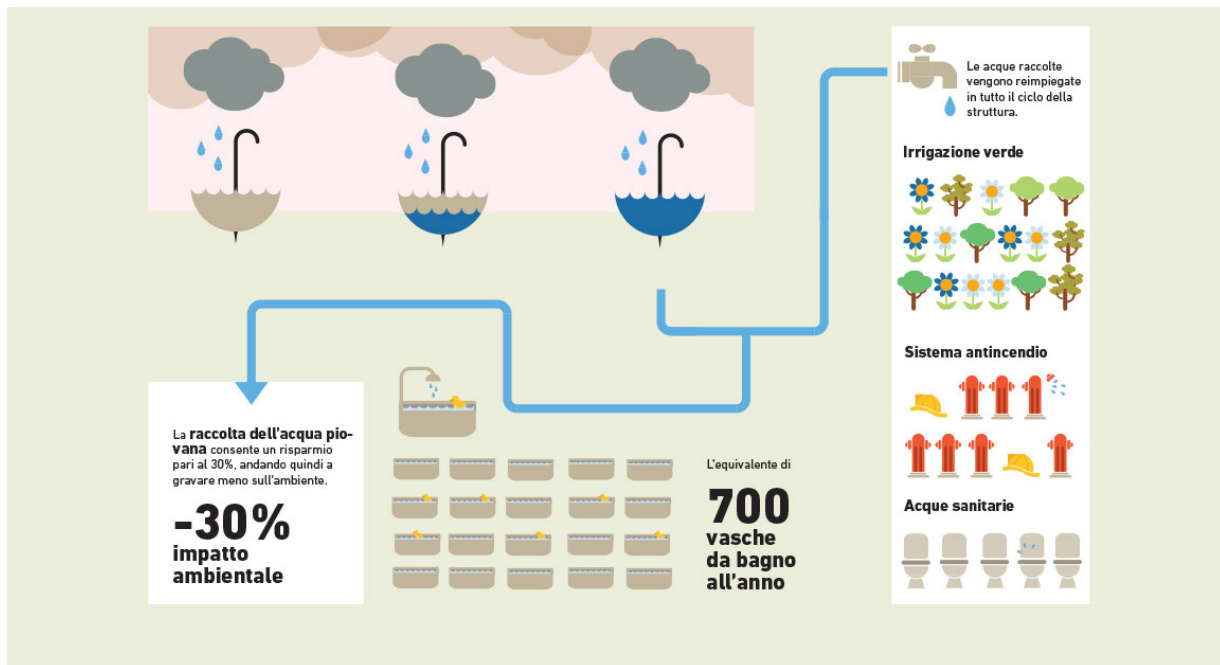 Le acque raccolte
vengono reimpiegate
in tutto il ciclo della
struttura.
Irrigazione verde
Sistema antincendio
Acque sanitarie
La raccolta dell'acqua pio-
vana consente un risparmio
pari al 30%, andando quindi a
gravare meno sull'ambiente.
-30%
impatto
ambientale
L'equivalente di
700
vasche
da bagno
all'anno